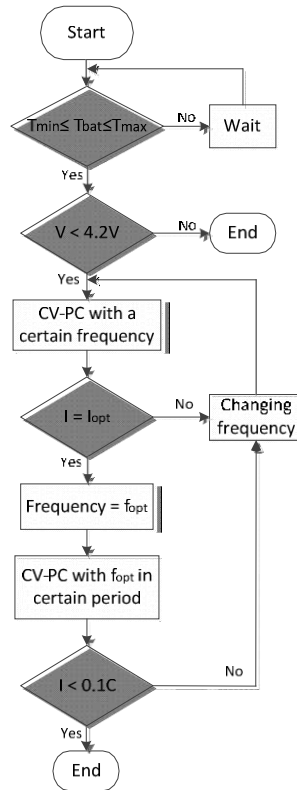 Start
Tmin≤ Tbat≤Tmax
No
Wait
Yes
V < 4.2V
No
End
Yes
CV-PC with a
certain frequency
I = Iopt
No
Changing
frequency
Yes
Frequency = fopt
CV-PC with fopt in
certain period
I < 0.1C
No
Yes
End